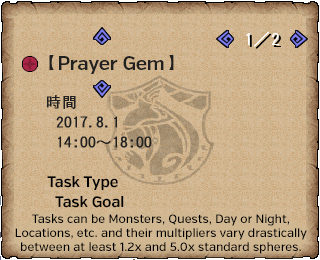 1/2
【Prayer Gem】
時間
2017.8.1
14:00～18:00
Task Type
Task Goal
Tasks can be Monsters, Quests, Day or Night,
Locations, etc. and their multipliers vary drastically
between at least 1.2x and 5.0x standard spheres.